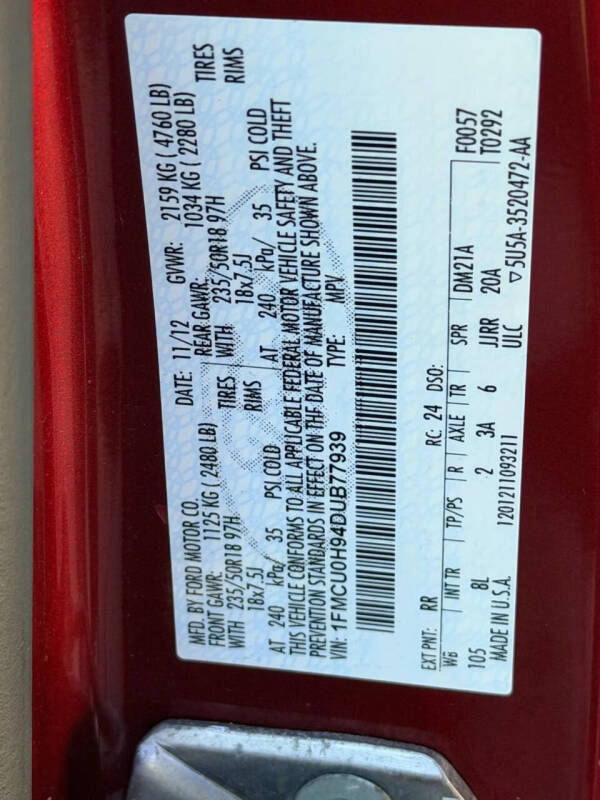 MFD. BY FORD MOTOR CO.
DATE: 11/12 GVWR: 2159 KG ( 4760 LB)
FRONT GAWR: 1125 KG ( 2480 LB) REAR GAWR: 1034 KG ( 2280 LB)
WITH 235/50R18 97H TIRES WITH: 235/50R18 97H TIRES
18x7.5J RIMS 18x7.5J RIMS
AT 240 kPa/ 35 PSI COLD AT 240 kPa/ 35 PSI COLD
THIS VEHICLE CONFORMS TO ALL APPLICABLE FEDERAL MOTOR VEHICLE SAFETY AND THEFT
PREVENTION STANDARDS IN EFFECT ON THE DATE OF MANUFACTURE SHOWN ABOVE.
VIN: 1FMCU0H94DUB77939 TYPE: MPV
EXT PNT: RR RC: 24 DSO: F0057
WB INT TR TP/PS R AXLE TR SPR DM21A T0292
105 8L 2 3A 6 JJRR 20A
MADE IN U.S.A. 1201211093211 ULC ▽5U5A-3520472-AA